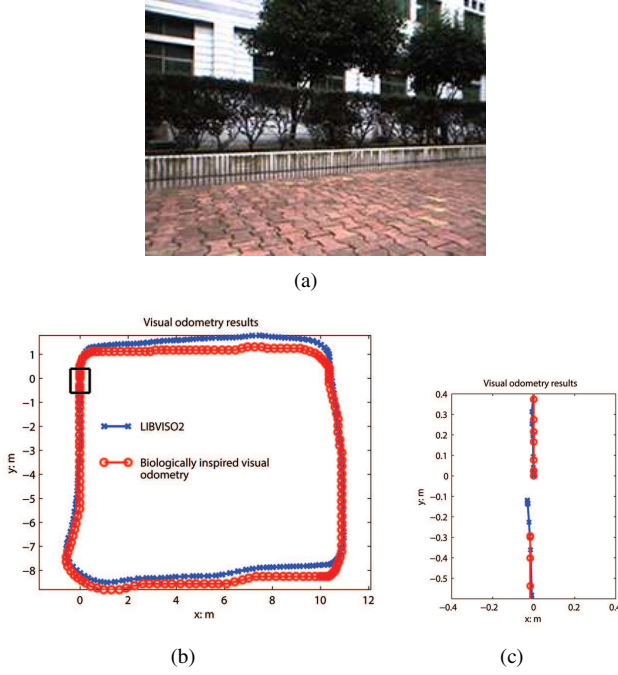 (a)
Visual odometry results
1
0
−1
−2
−3
−4
−5
−6
−7
−8
y: m
LIBVISO2
Biologically inspired visual
odometry
0 2 4 6 8 10 12
x: m
(b)
Visual odometry results
0.4
0.3
0.2
0.1
0
−0.1
−0.2
−0.3
−0.4
−0.5
y: m
−0.4 −0.2 0 0.2 0.4
x: m
(c)